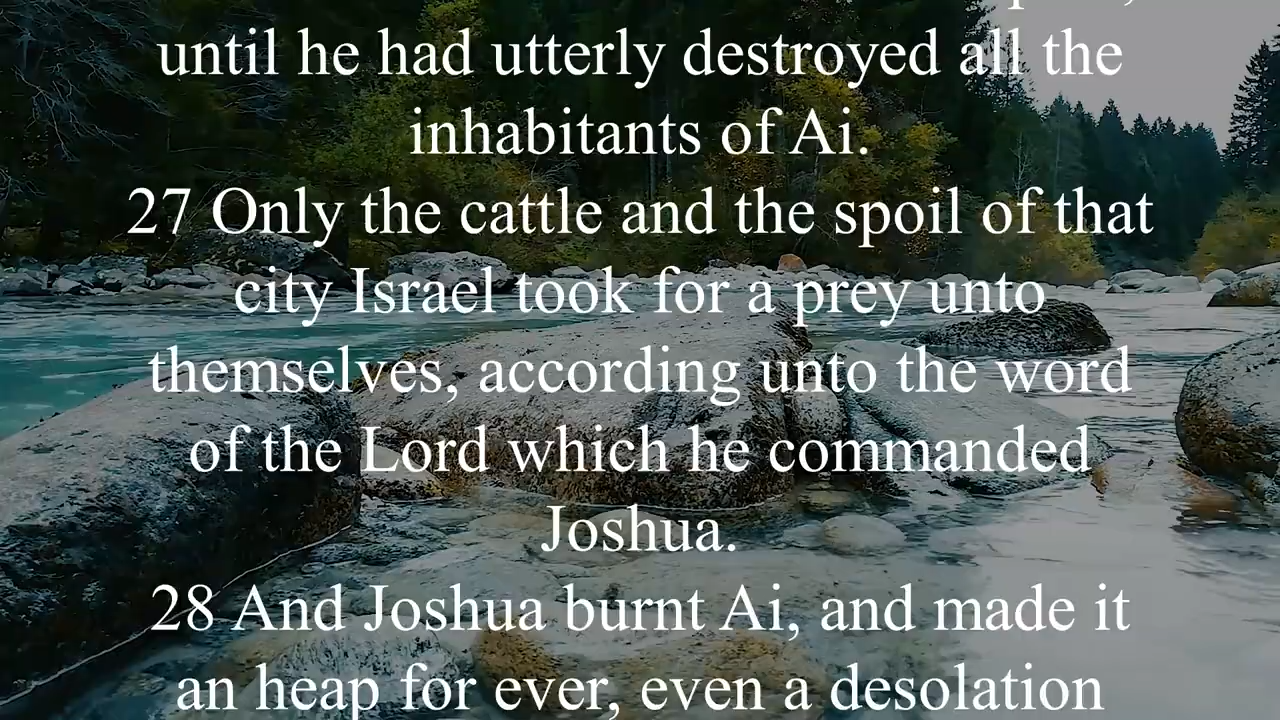 until he had utterly destroyed all the
inhabitants of Ai.
27 Only the cattle and the spoil of that
city Israel took for a prey unto
themselves, according unto the word
of the Lord which he commanded
Joshua.
28 And Joshua burnt Ai, and made it
an heap for ever, even a desolation